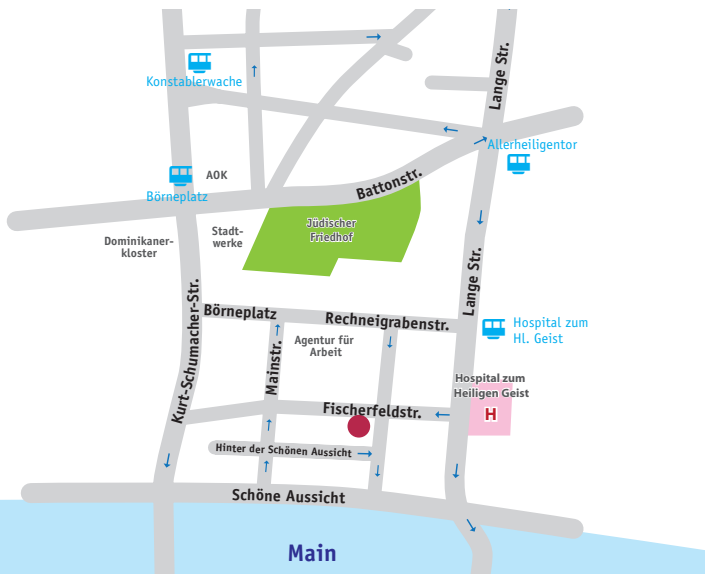 Lange Str.
Konstablerwache
Allerheiligentor
Battonstr.
AOK
Börneplatz
Jüdischer
Friedhof
Stadt-
werke
Dominikaner-
kloster
Lange Str.
Kurt-Schumacher-Str.
Börneplatz
Rechneigrabenstr.
Hospital zum
Hl. Geist
Agentur für
Arbeit
Mainstr.
Hospital zum
Heiligen Geist
H
Fischerfeldstr.
Hinter der Schönen Aussicht
Schöne Aussicht
Main